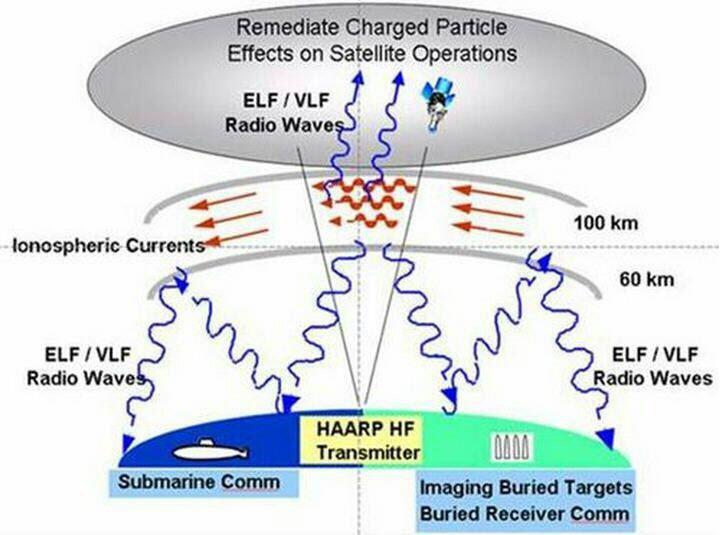 Remediate Charged Particle
Effects on Satellite Operations
ELF / VLF
Radio Waves
100 km
Ionospheric Currents
60 km
ELF / VLF
Radio Waves
ELF / VLF
Radio Waves
HAARP HF
Transmitter
Submarine Comm
Imaging Buried Targets
Buried Receiver Comm